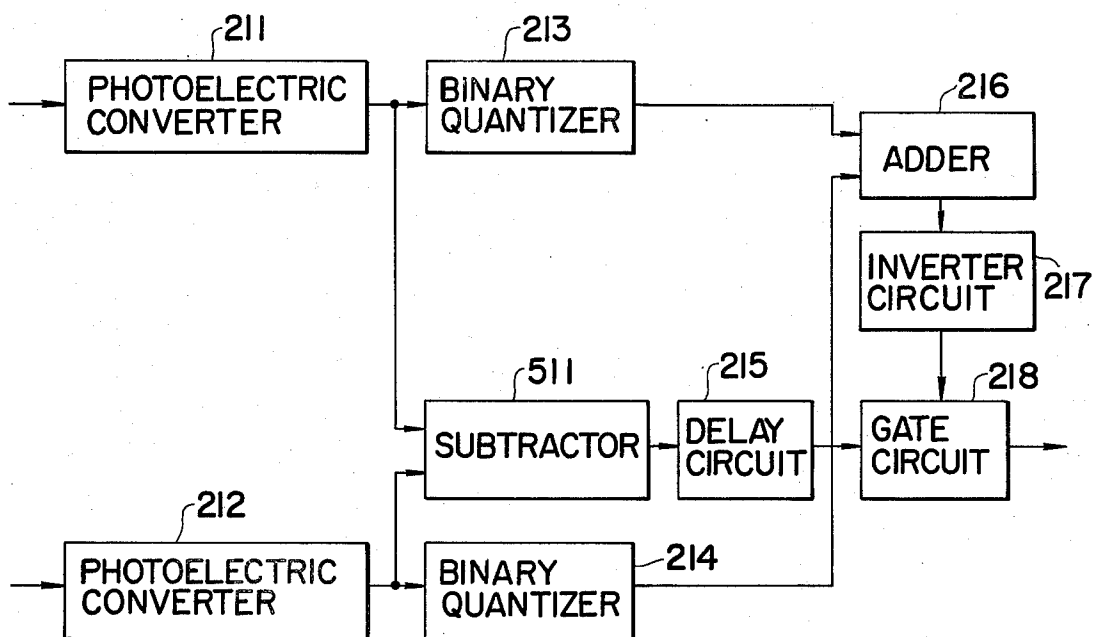 211
PHOTOELECTRIC
CONVERTER
213
BINARY
QUANTIZER
216
ADDER
INVERTER
CIRCUIT
217
511
SUBTRACTOR
215
DELAY
CIRCUIT
218
GATE
CIRCUIT
212
PHOTOELECTRIC
CONVERTER
BINARY
QUANTIZER
214